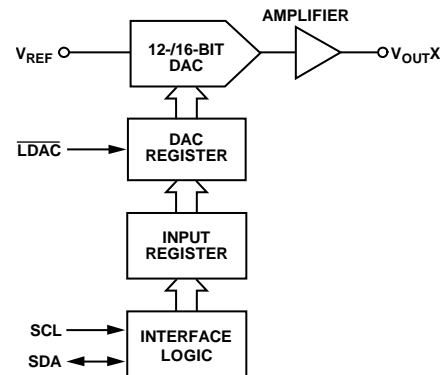 AMPLIFIER
VREF
12-/16-BIT
DAC
VOUTX
LDAC
DAC
REGISTER
INPUT
REGISTER
SCL
SDA
INTERFACE
LOGIC